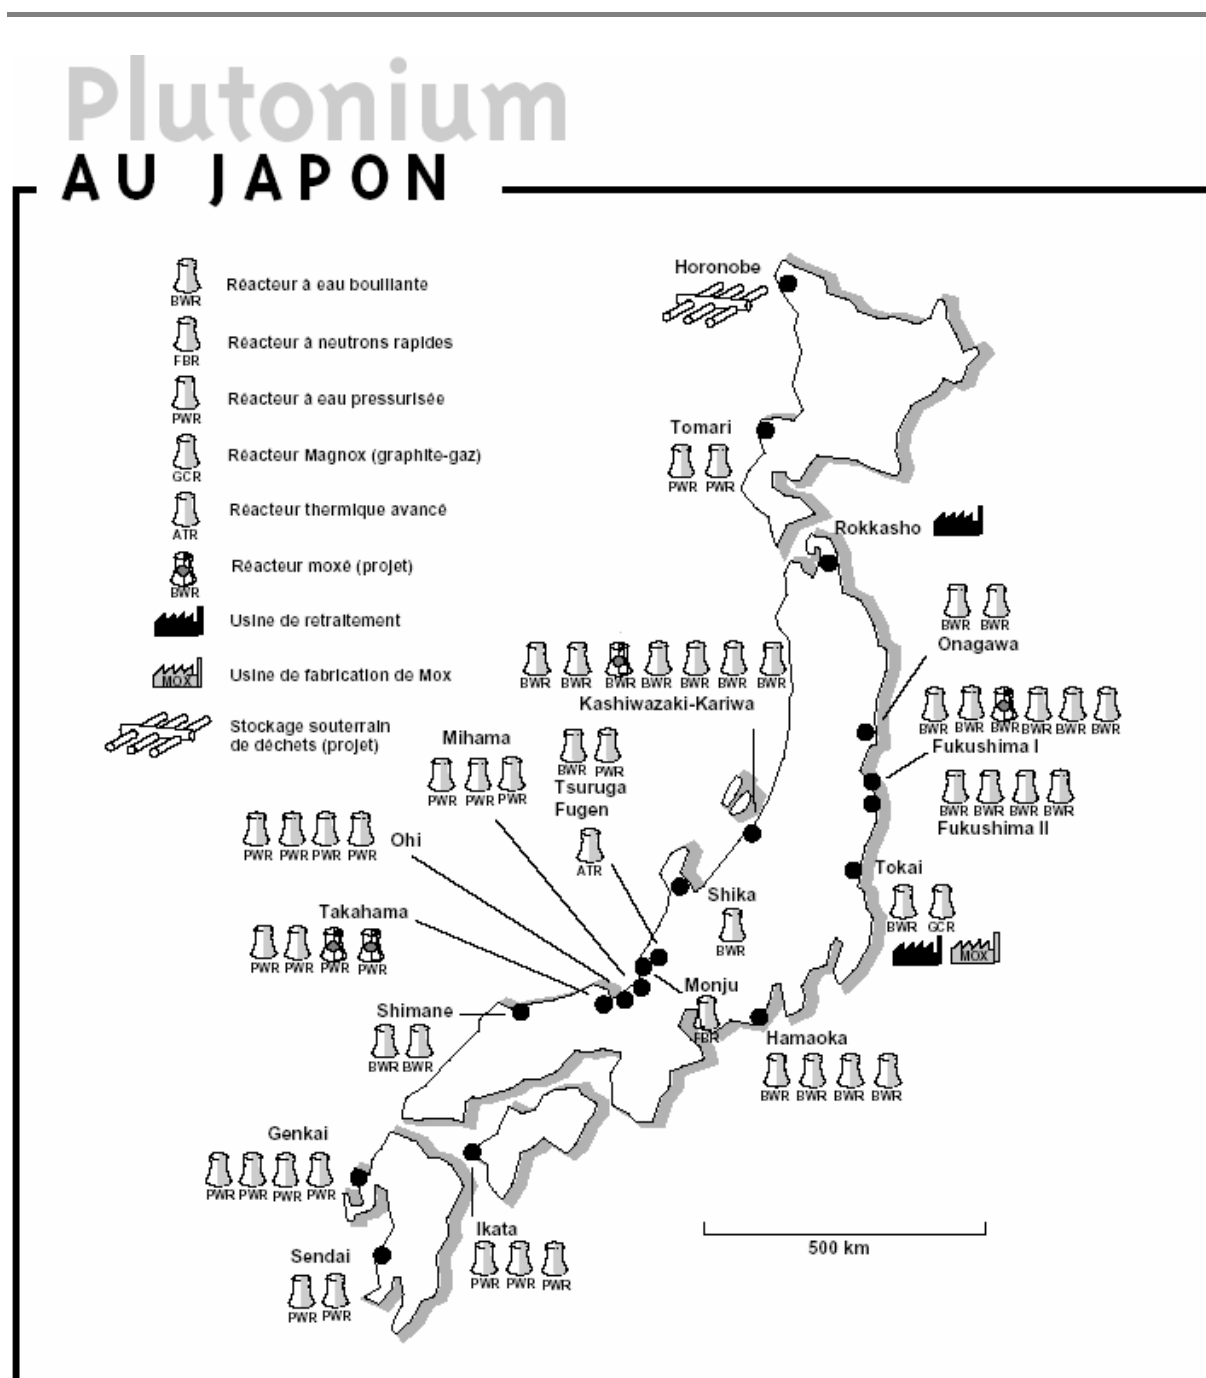 Plutonium
AU JAPON
BWR Réacteur à eau bouillante
FBR Réacteur à neutrons rapides
PWR Réacteur à eau pressurisée
GCR Réacteur Magnox (graphite-gaz)
ATR Réacteur thermique avancé
BWR Réacteur moxé (projet)
Usine de retraitement
MOX Usine de fabrication de Mox
Stockage souterrain
de déchets (projet)
Horonobe
Tomari
PWR PWR
Rokkasho
BWR BWR
Onagawa
BWR BWR BWR BWR BWR BWR BWR
Kashiwazaki-Kariwa
BWR BWR BWR BWR BWR BWR
Fukushima I
BWR BWR BWR BWR
Fukushima II
Mihama
PWR PWR PWR
BWR PWR
Tsuruga
Fugen
ATR
Ohi
PWR PWR PWR PWR
Tokai
BWR GCR
MOX
Shika
BWR
Takahama
PWR PWR PWR PWR
Monju
FBR
Shimane
BWR BWR
Hamaoka
BWR BWR BWR BWR
Genkai
PWR PWR PWR PWR
Ikata
PWR PWR PWR
Sendai
PWR PWR
500 km